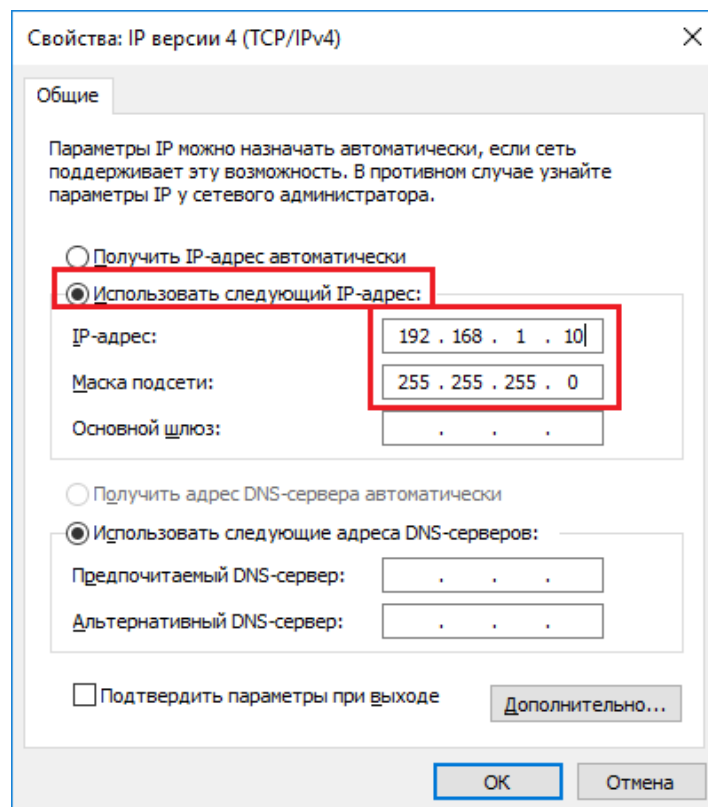 Свойства: IP версии 4 (TCP/IPv4)
Общие
Параметры IP можно назначать автоматически, если сеть
поддерживает эту возможность. В противном случае узнайте
параметры IP у сетевого администратора.
Получить IP-адрес автоматически
Использовать следующий IP-адрес:
IP-адрес: 192 . 168 . 1 . 10
Маска подсети: 255 . 255 . 255 . 0
Основной шлюз: . . .
Получить адрес DNS-сервера автоматически
Использовать следующие адреса DNS-серверов:
Предпочитаемый DNS-сервер: . . .
Альтернативный DNS-сервер: . . .
Подтвердить параметры при выходе
Дополнительно...
ОК Отмена